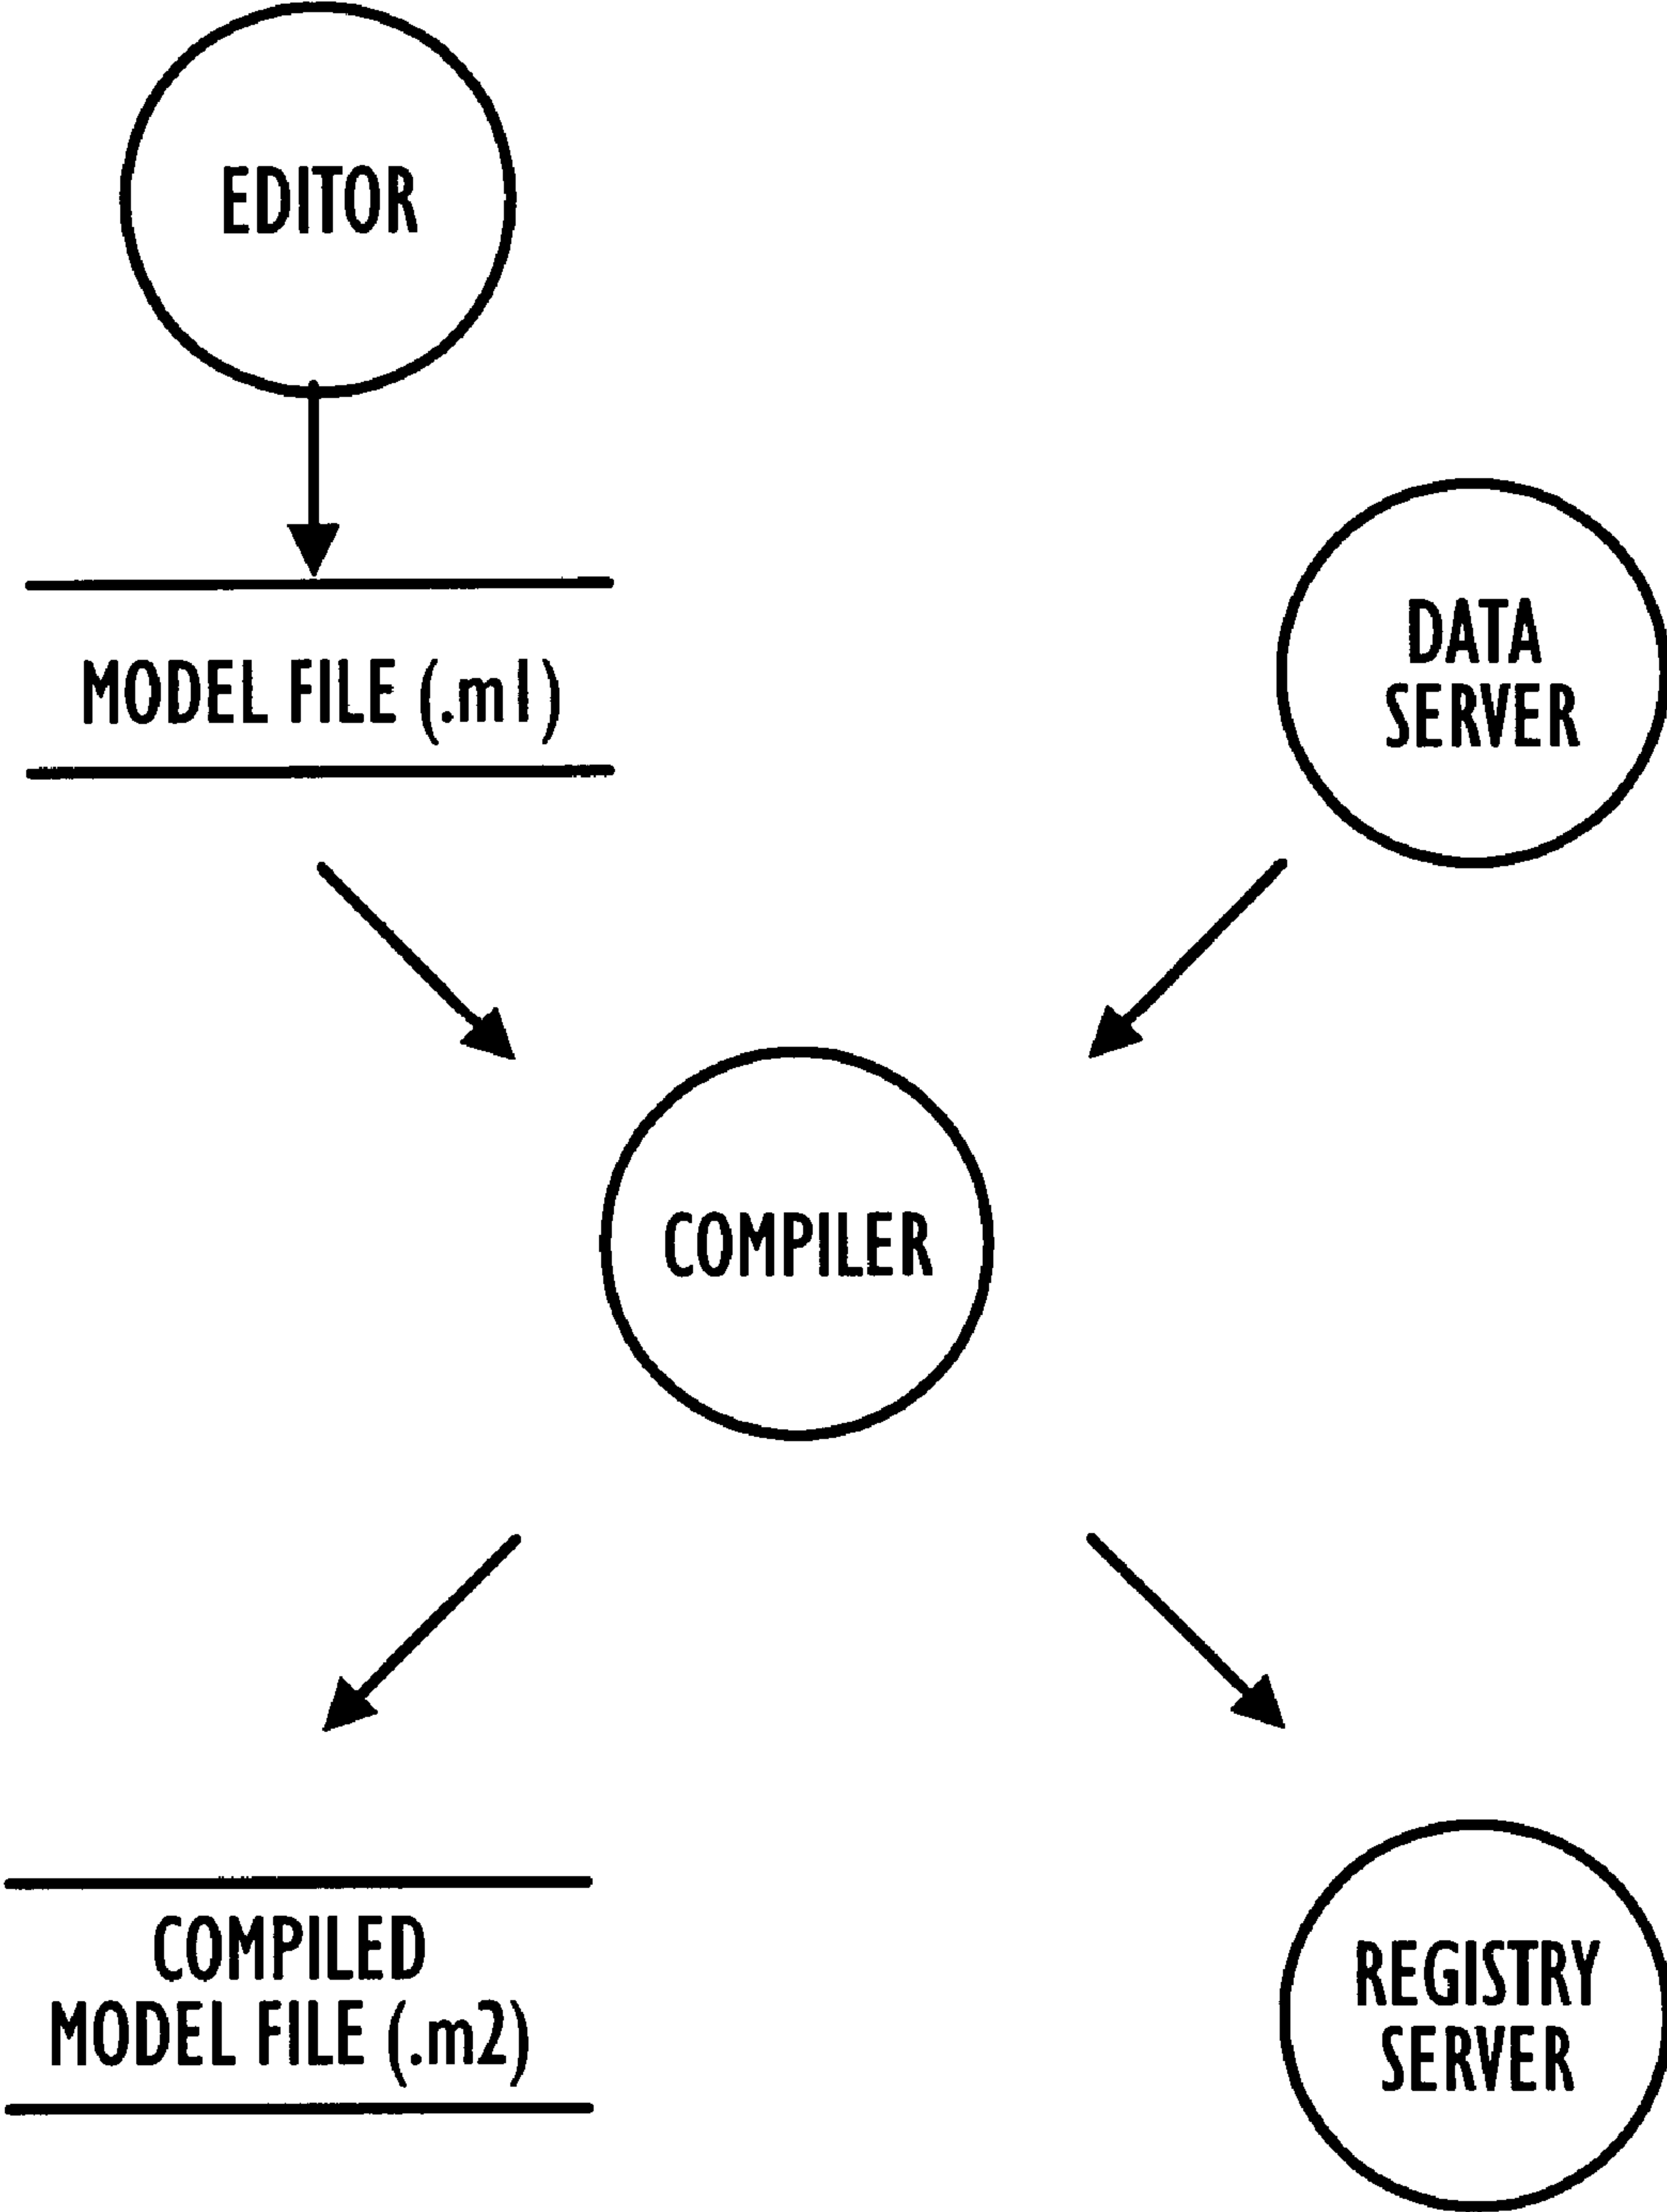 EDITOR
MODEL FILE (.m1)
DATA
SERVER
COMPILER
COMPILED
MODEL FILE (.m2)
REGISTRY
SERVER